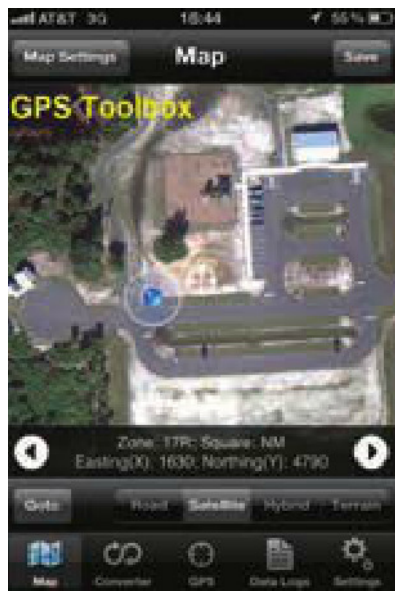 AT&T 3G 16:44 55%
Map Settings Map Save
GPS Toolbox
Zone: 17R; Square: NM
Easting(X): 1630, Northing(Y): 4790
Goto Road Satellite Hybrid Terrain
Map Converter GPS Data Logs Settings